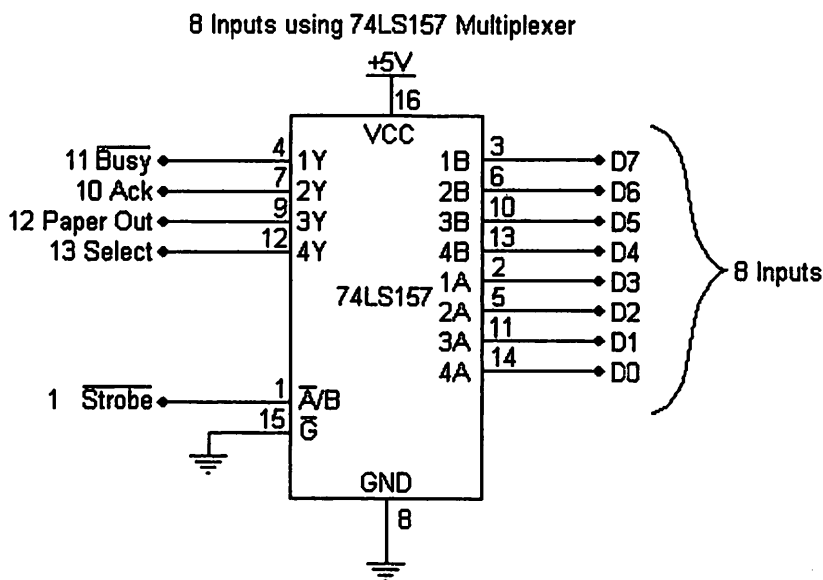 8 Inputs using 74LS157 Multiplexer
+5V
16
VCC
11 Busy 4 1Y 1B 3 D7
10 Ack 7 2Y 2B 6 D6
12 Paper Out 9 3Y 3B 10 D5
13 Select 12 4Y 4B 13 D4
1A 2 D3
8 Inputs
74LS157
2A 5 D2
3A 11 D1
4A 14 D0
1 Strobe 1 A/B
15 G
GND
8